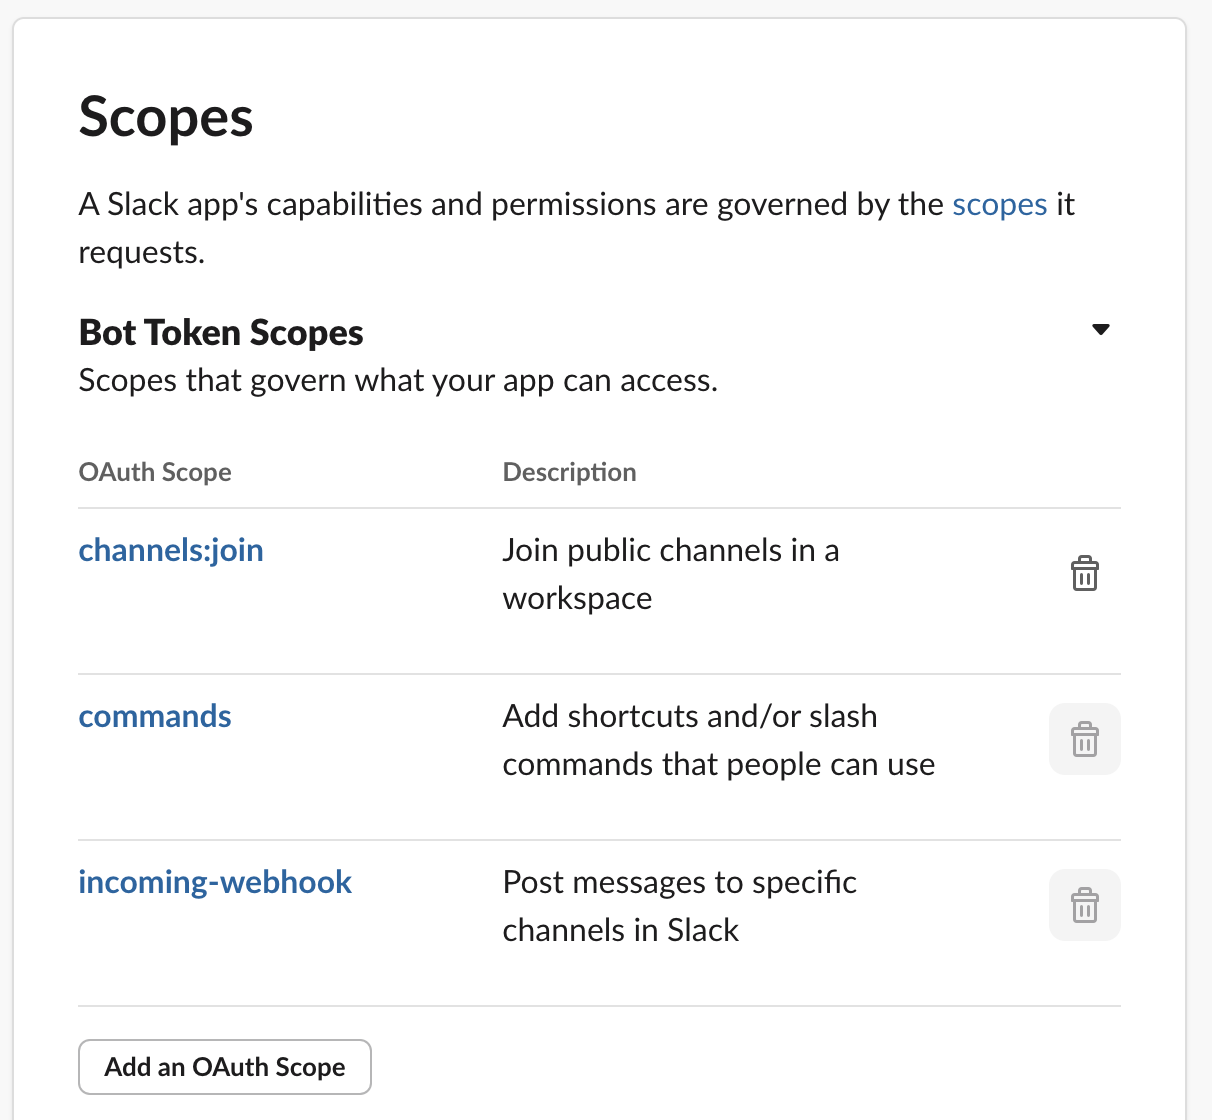 Scopes
A Slack app's capabilities and permissions are governed by the scopes it
requests.
Bot Token Scopes
Scopes that govern what your app can access.
OAuth Scope Description
channels:join Join public channels in a
workspace
commands Add shortcuts and/or slash
commands that people can use
incoming-webhook Post messages to specific
channels in Slack
Add an OAuth Scope